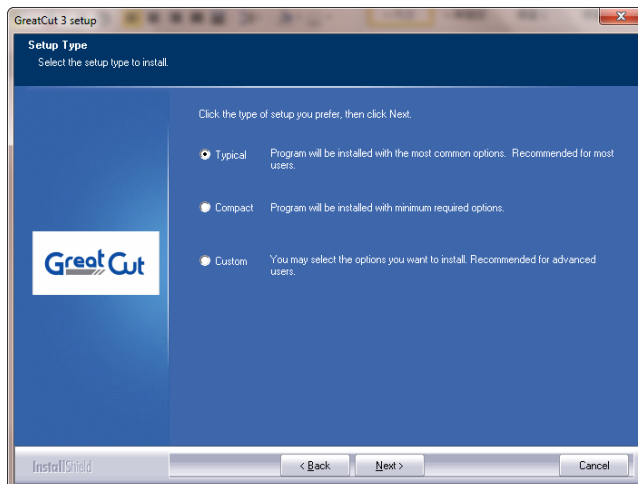 GreatCut 3 setup
Setup Type
Select the setup type to install.
Click the type of setup you prefer, then click Next.
Typical
Program will be installed with the most common options.  Recommended for most
users.
Compact
Program will be installed with minimum required options.
Great Cut
Custom
You may select the options you want to install. Recommended for advanced
users.
InstallShield
< Back
Next >
Cancel